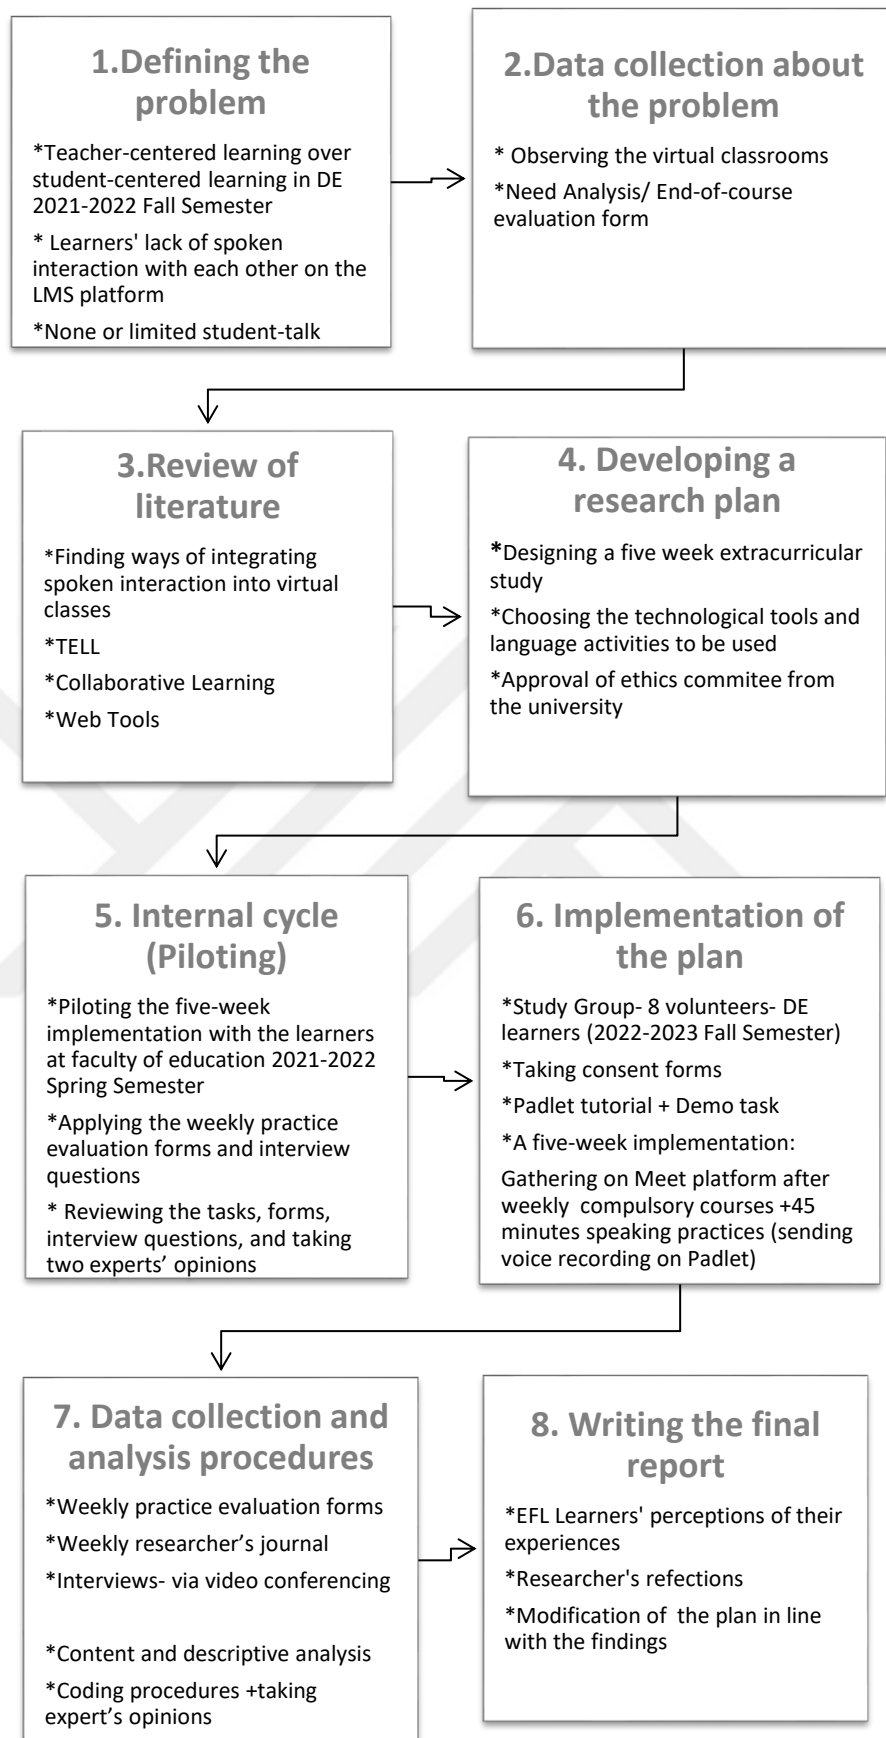 1.Defining the
problem
*Teacher-centered learning over
student-centered learning in DE
2021-2022 Fall Semester
* Learners' lack of spoken
interaction with each other on the
LMS platform
*None or limited student-talk
2.Data collection about
the problem
* Observing the virtual classrooms
*Need Analysis/ End-of-course
evaluation form
3.Review of
literature
*Finding ways of integrating
spoken interaction into virtual
classes
*TELL
*Collaborative Learning
*Web Tools
4. Developing a
research plan
*Designing a five week extracurricular
study
*Choosing the technological tools and
language activities to be used
*Approval of ethics commitee from
the university
5. Internal cycle
(Piloting)
*Piloting the five-week
implementation with the learners
at faculty of education 2021-2022
Spring Semester
*Applying the weekly practice
evaluation forms and interview
questions
* Reviewing the tasks, forms,
interview questions, and taking
two experts’ opinions
6. Implementation of
the plan
*Study Group- 8 volunteers- DE
learners (2022-2023 Fall Semester)
*Taking consent forms
*Padlet tutorial + Demo task
*A five-week implementation:
Gathering on Meet platform after
weekly compulsory courses +45
minutes speaking practices (sending
voice recording on Padlet)
7. Data collection and
analysis procedures
*Weekly practice evaluation forms
*Weekly researcher’s journal
*Interviews- via video conferencing
*Content and descriptive analysis
*Coding procedures +taking
expert’s opinions
8. Writing the final
report
*EFL Learners' perceptions of their
experiences
*Researcher's refections
*Modification of the plan in line
with the findings